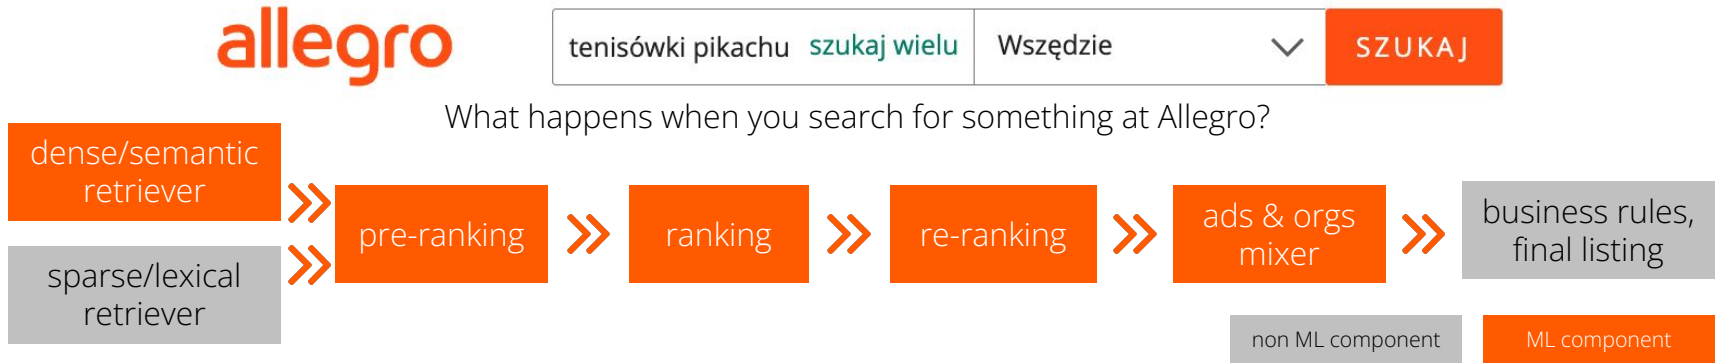 allegro
tenisówki pikachu szukaj wielu Wszędzie SZUKAJ
What happens when you search for something at Allegro?
dense/semantic
retriever
sparse/lexical
retriever
pre-ranking
ranking
re-ranking
ads & orgs
mixer
business rules,
final listing
non ML component
ML component